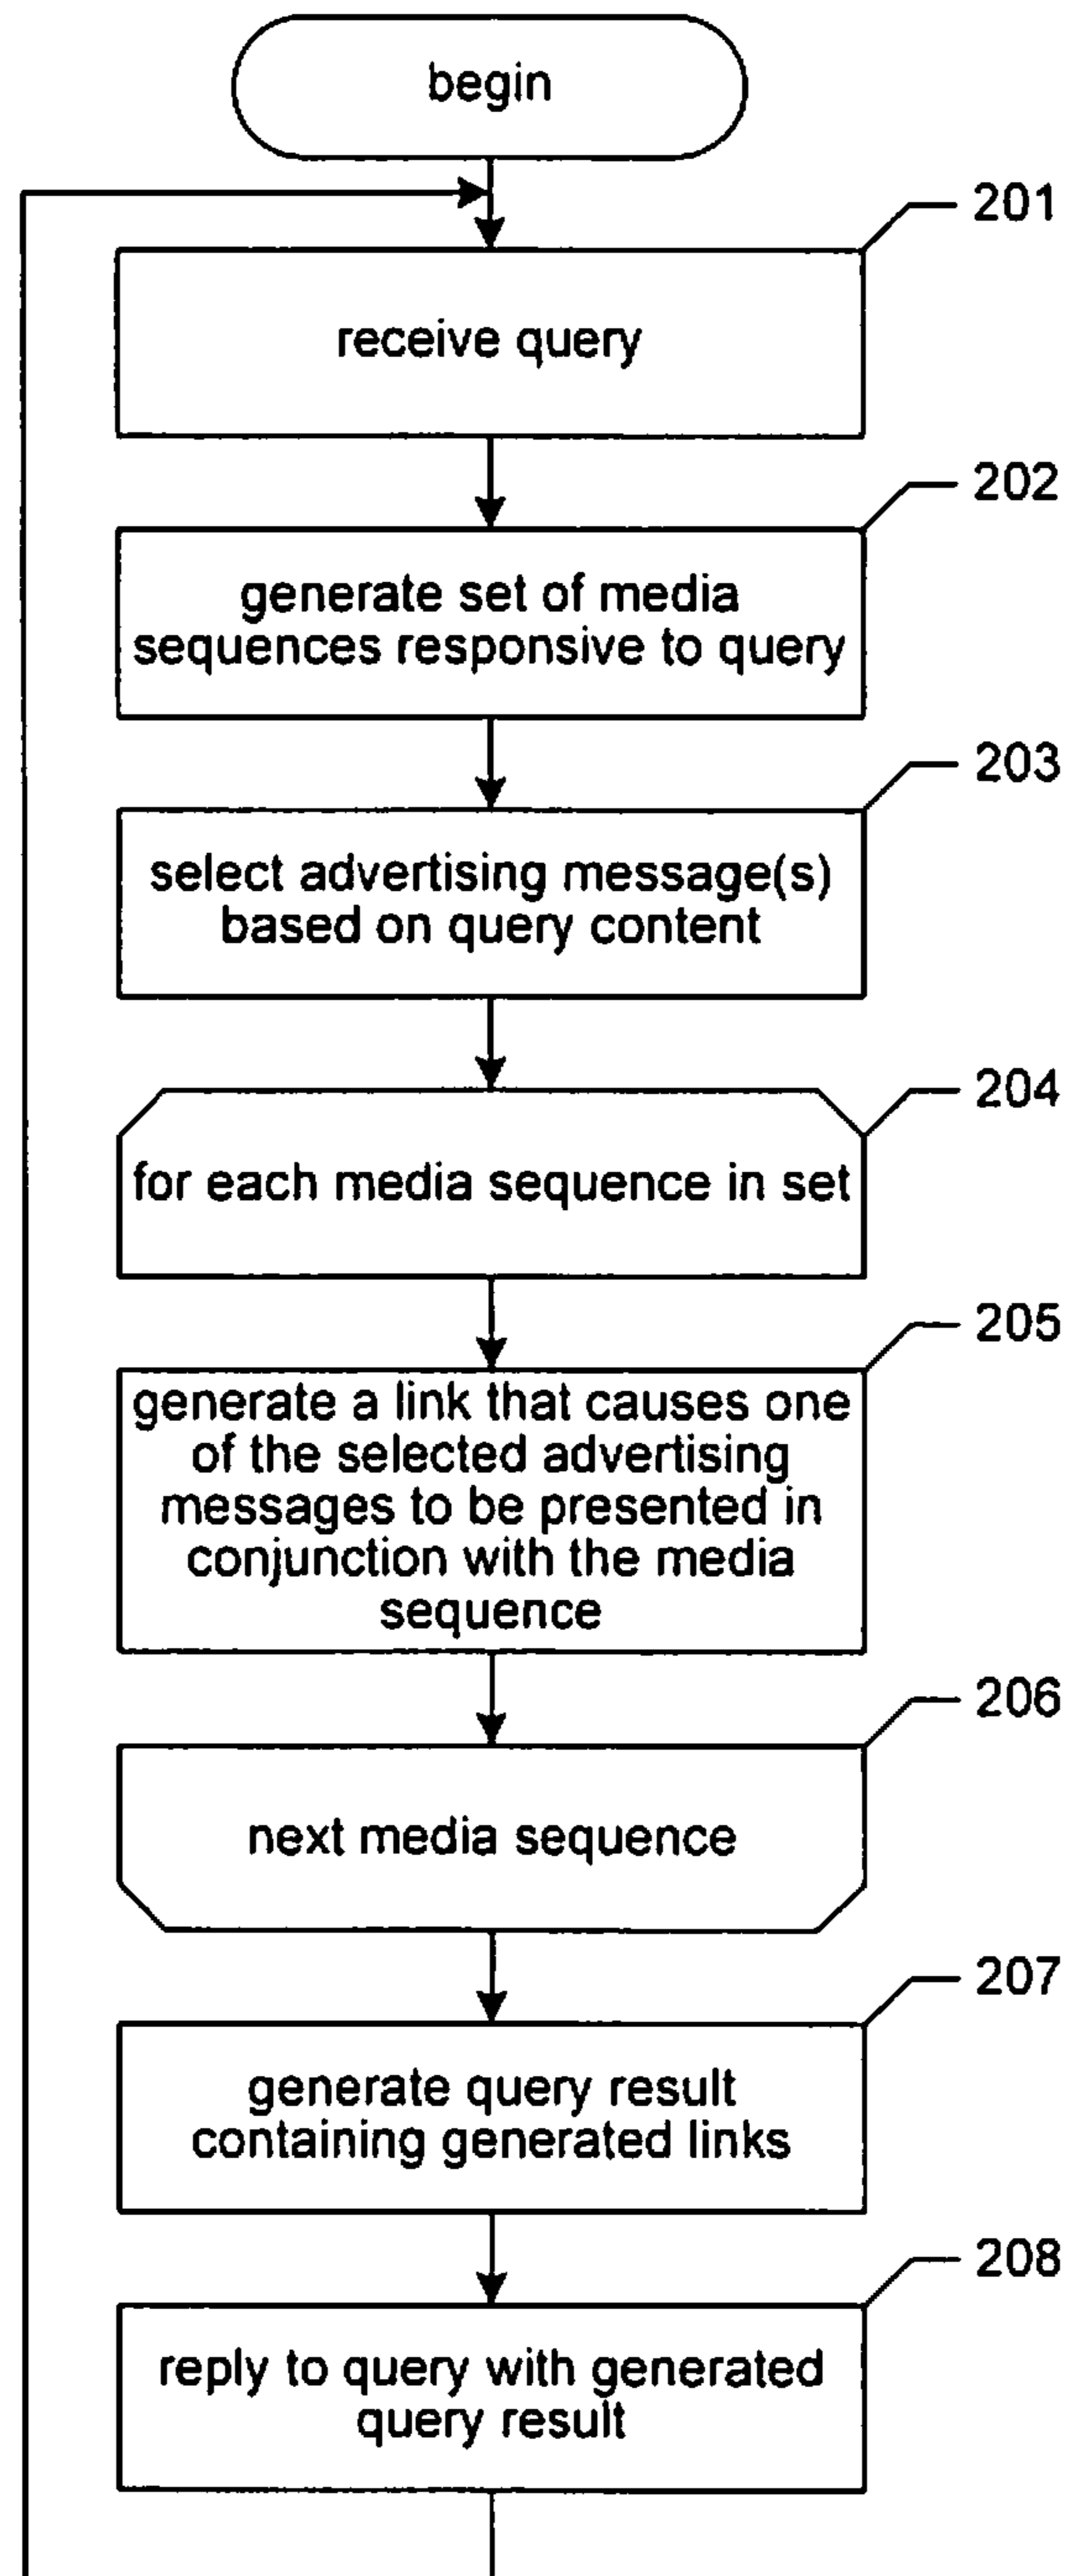 begin
201
receive query
202
generate set of media
sequences responsive to query
203
select advertising message(s)
based on query content
204
for each media sequence in set
205
generate a link that causes one
of the selected advertising
messages to be presented in
conjunction with the media
sequence
206
next media sequence
207
generate query result
containing generated links
208
reply to query with generated
query result